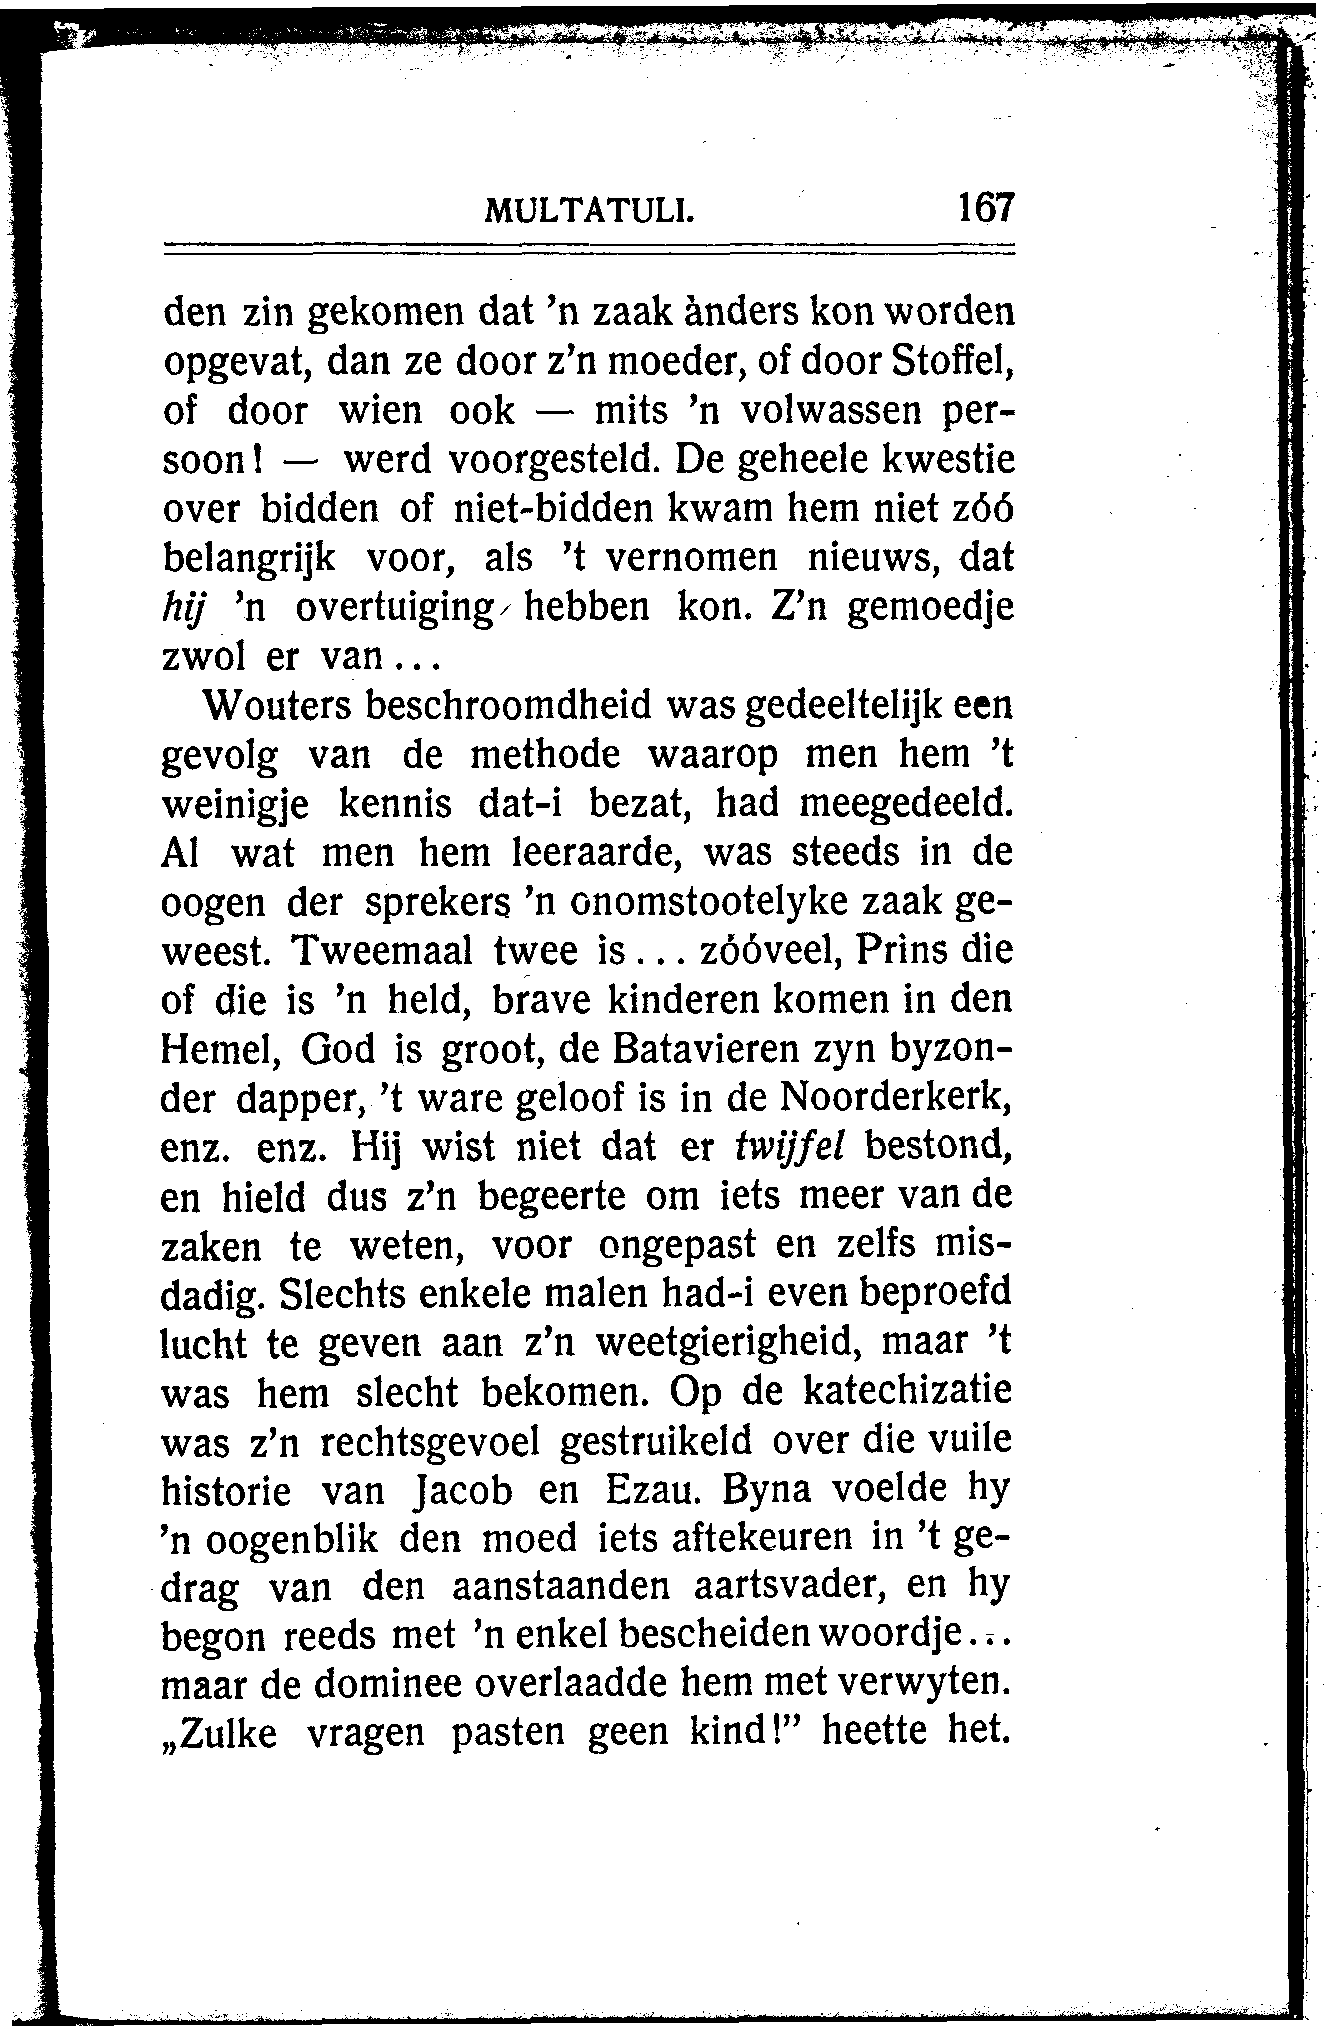 MULTATULI. 167
den zin gekomen dat ’n zaak ànders kon worden
opgevat, dan ze door z’n moeder, of door Stoffel,
of door wien ook — mits ’n volwassen per-
soon! — werd voorgesteld. De geheele kwestie
over bidden of niet-bidden kwam hem niet zóó
belangrijk voor, als ’t vernomen nieuws, dat
hij ’n overtuiging hebben kon. Z’n gemoedje
zwol er van ...
Wouters beschroomdheid was gedeeltelijk een
gevolg van de methode waarop men hem ’t
weinigje kennis dat-i bezat, had meegedeeld.
Al wat men hem leeraarde, was steeds in de
oogen der sprekers ’n onomstootelyke zaak ge-
weest. Tweemaal twee is ... zóóveel, Prins die
of die is ’n held, brave kinderen komen in den
Hemel, God is groot, de Batavieren zyn byzon-
der dapper, ’t ware geloof is in de Noorderkerk,
enz. enz. Hij wist niet dat er twijfel bestond,
en hield dus z’n begeerte om iets meer van de
zaken te weten, voor ongepast en zelfs mis-
dadig. Slechts enkele malen had-i even beproefd
lucht te geven aan z’n weetgierigheid, maar ’t
was hem slecht bekomen. Op de katechizatie
was z’n rechtsgevoel gestruikeld over die vuile
historie van Jacob en Ezau. Byna voelde hy
’n oogenblik den moed iets aftekeuren in ’t ge-
drag van den aanstaanden aartsvader, en hy
begon reeds met ’n enkel bescheiden woordje...
maar de dominee overlaadde hem met verwyten.
„Zulke vragen pasten geen kind!” heette het.